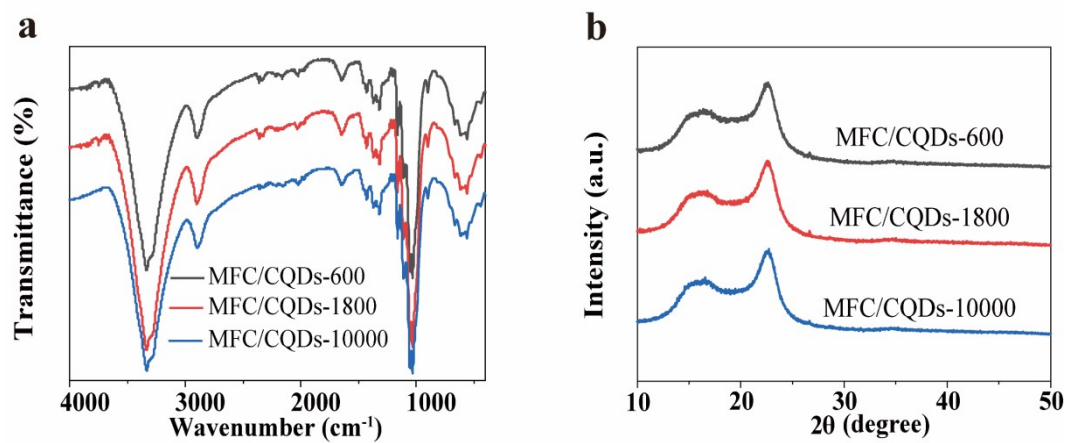 a
Transmittance (%)
MFC/CQDs-600
MFC/CQDs-1800
MFC/CQDs-10000
4000 3000 2000 1000
Wavenumber (cm⁻¹)
b
Intensity (a.u.)
MFC/CQDs-600
MFC/CQDs-1800
MFC/CQDs-10000
10 20 30 40 50
2θ (degree)